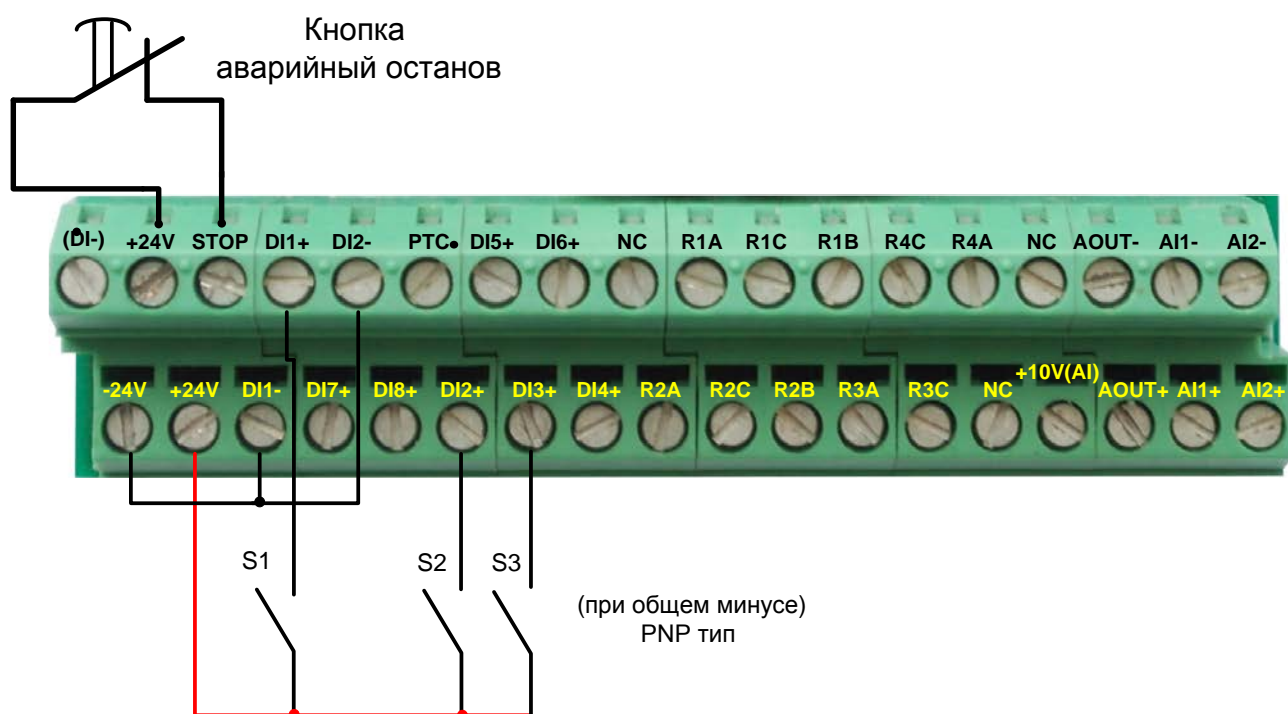 Кнопка
аварийный останов
(DI-) +24V STOP DI1+ DI2- PTC• DI5+ DI6+ NC R1A R1C R1B R4C R4A NC AOUT- AI1- AI2-
-24V +24V DI1- DI7+ DI8+ DI2+ DI3+ DI4+ R2A R2C R2B R3A R3C NC +10V(AI) AOUT+ AI1+ AI2+
S1 S2 S3
(при общем минусе)
PNP тип